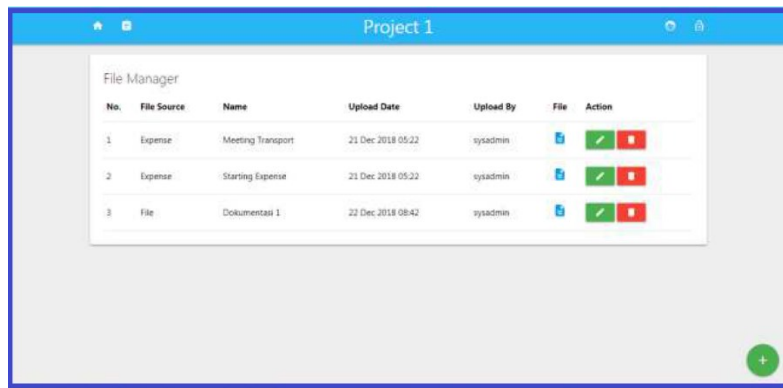 Project 1
File Manager
No. File Source Name Upload Date Upload By File Action
1 Expense Meeting Transport 21 Dec 2018 05:22 sysadmin
2 Expense Starting Expense 21 Dec 2018 05:22 sysadmin
3 File Dokumentasi 1 22 Dec 2018 08:42 sysadmin
+